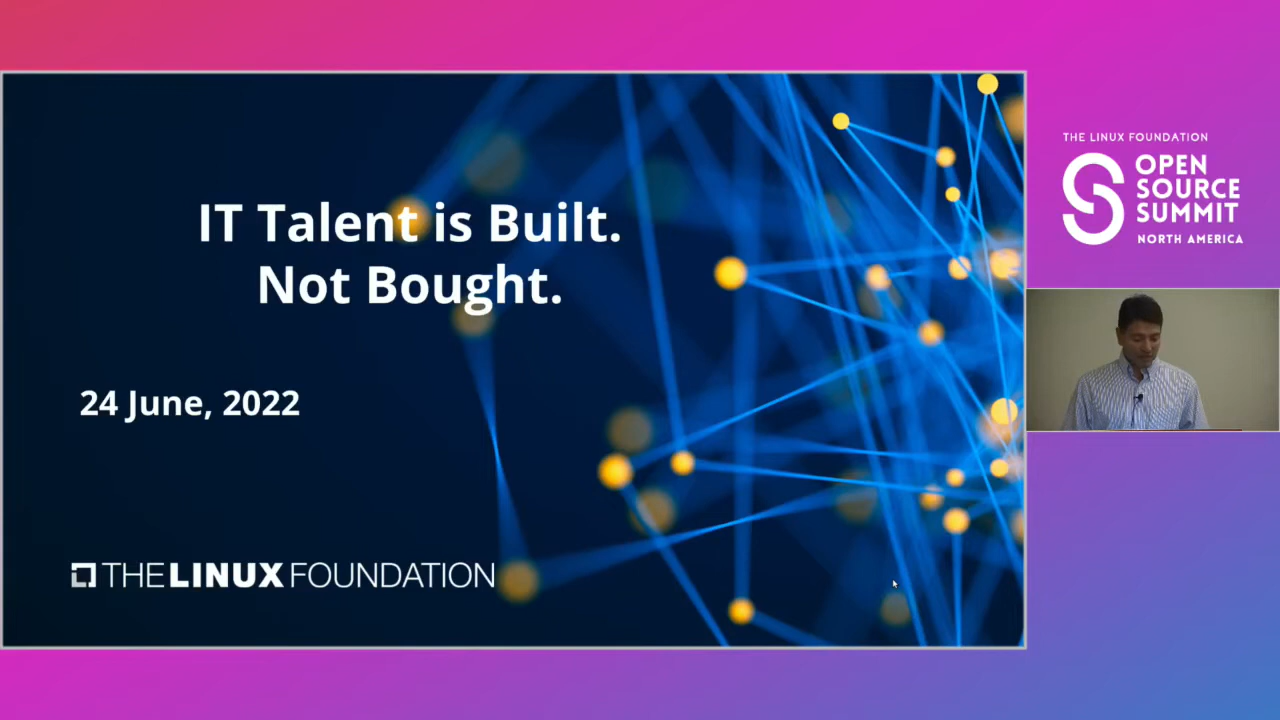 IT Talent is Built.
Not Bought.
24 June, 2022
THE LINUX FOUNDATION
THE LINUX FOUNDATION
OPEN
SOURCE
SUMMIT
NORTH AMERICA